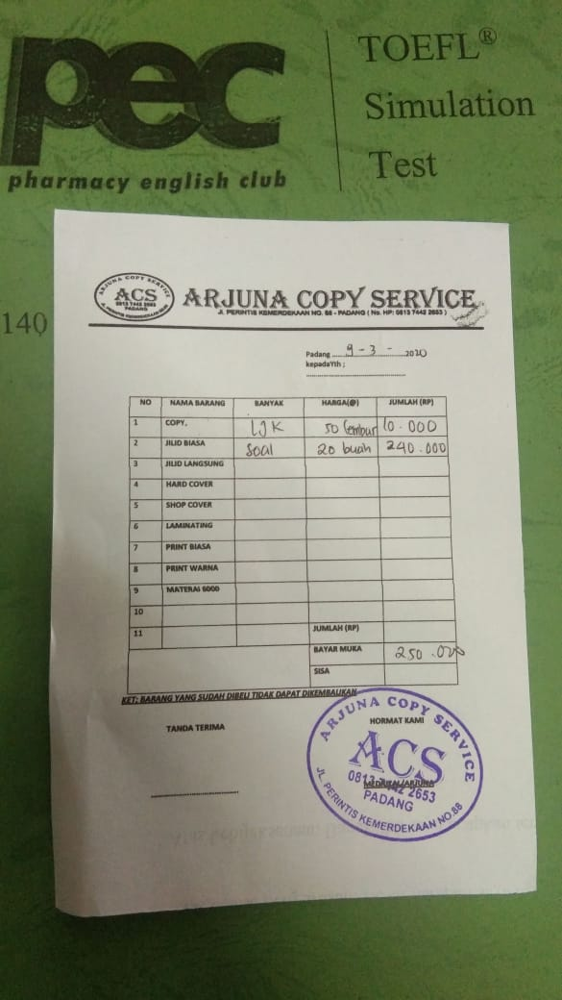 pec
pharmacy english club
TOEFL®
Simulation
Test
140
ARJUNA COPY SERVICE
ACS
0813 7442 2653
PADANG
JL. PERINTIS KEMERDEKAAN NO.88
ARJUNA COPY SERVICE
JL. PERINTIS KEMERDEKAAN NO. 88 - PADANG ( No. HP: 0813 7442 2653 )
Padang 9 - 3 - 2020
kepadaYth ;
NO NAMA BARANG BANYAK HARGA(@) JUMLAH (RP)
1 COPY. LJK 50 lembar 10.000
2 JILID BIASA Soal 20 buah 240.000
3 JILID LANGSUNG
4 HARD COVER
5 SHOP COVER
6 LAMINATING
7 PRINT BIASA
8 PRINT WARNA
9 MATERAI 6000
10
11 JUMLAH (RP)
BAYAR MUKA 250.000
SISA
KET; BARANG YANG SUDAH DIBELI TIDAK DAPAT DIKEMBALIKAN
TANDA TERIMA
HORMAT KAMI
ARJUNA COPY SERVICE
ACS
0813 7442 2653
PADANG
JL. PERINTIS KEMERDEKAAN NO.88